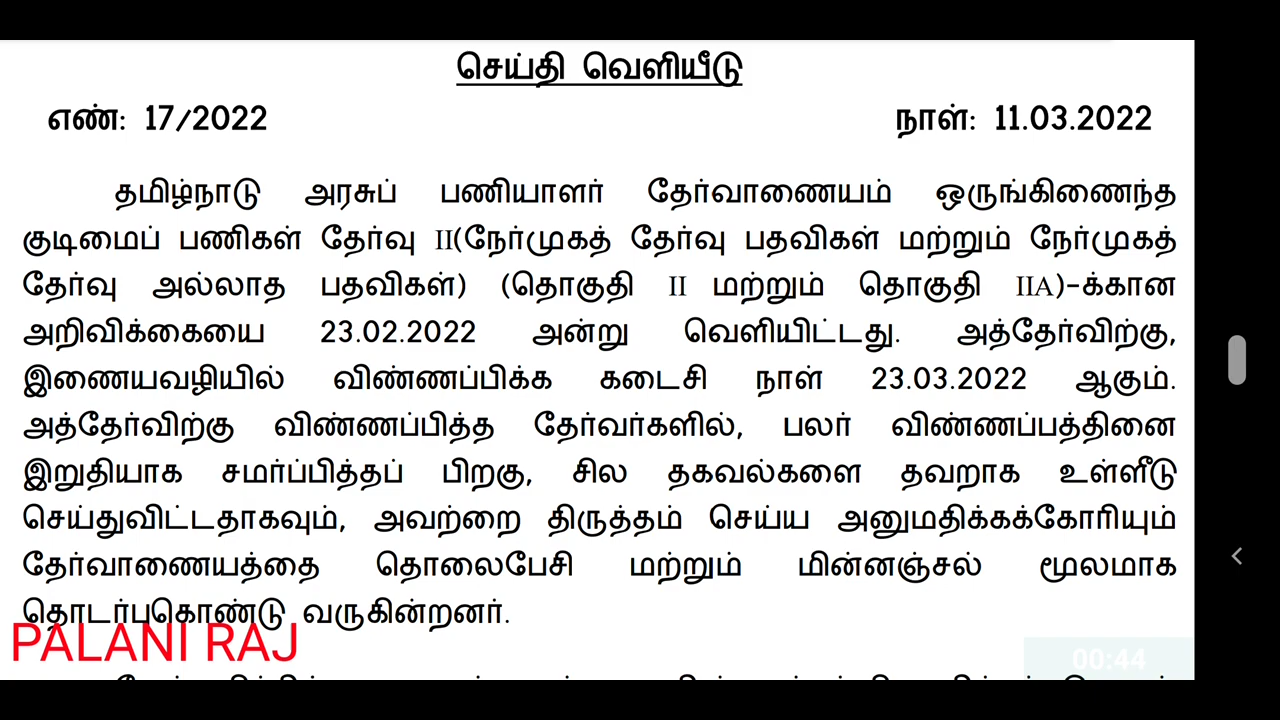 செய்தி வெளியீடு
எண்: 17/2022 நாள்: 11.03.2022
தமிழ்நாடு அரசுப் பணியாளர் தேர்வாணையம் ஒருங்கிணைந்த
குடிமைப் பணிகள் தேர்வு II(நேர்முகத் தேர்வு பதவிகள் மற்றும் நேர்முகத்
தேர்வு அல்லாத பதவிகள்) (தொகுதி II மற்றும் தொகுதி IIA)-க்கான
அறிவிக்கையை 23.02.2022 அன்று வெளியிட்டது. அத்தேர்விற்கு,
இணையவழியில் விண்ணப்பிக்க கடைசி நாள் 23.03.2022 ஆகும்.
அத்தேர்விற்கு விண்ணப்பித்த தேர்வர்களில், பலர் விண்ணப்பத்தினை
இறுதியாக சமர்ப்பித்தப் பிறகு, சில தகவல்களை தவறாக உள்ளீடு
செய்துவிட்டதாகவும், அவற்றை திருத்தம் செய்ய அனுமதிக்கக்கோரியும்
தேர்வாணையத்தை தொலைபேசி மற்றும் மின்னஞ்சல் மூலமாக
தொடர்புகொண்டு வருகின்றனர்.
PALANI RAJ
00:44